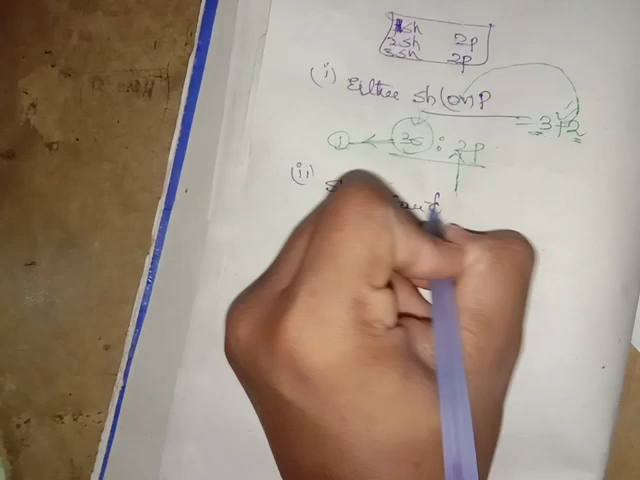 1sh
2sh 2p
3sh 2p
(i) Either sh (or) P
= 3+2
① ← 3s : 2p
(ii) S